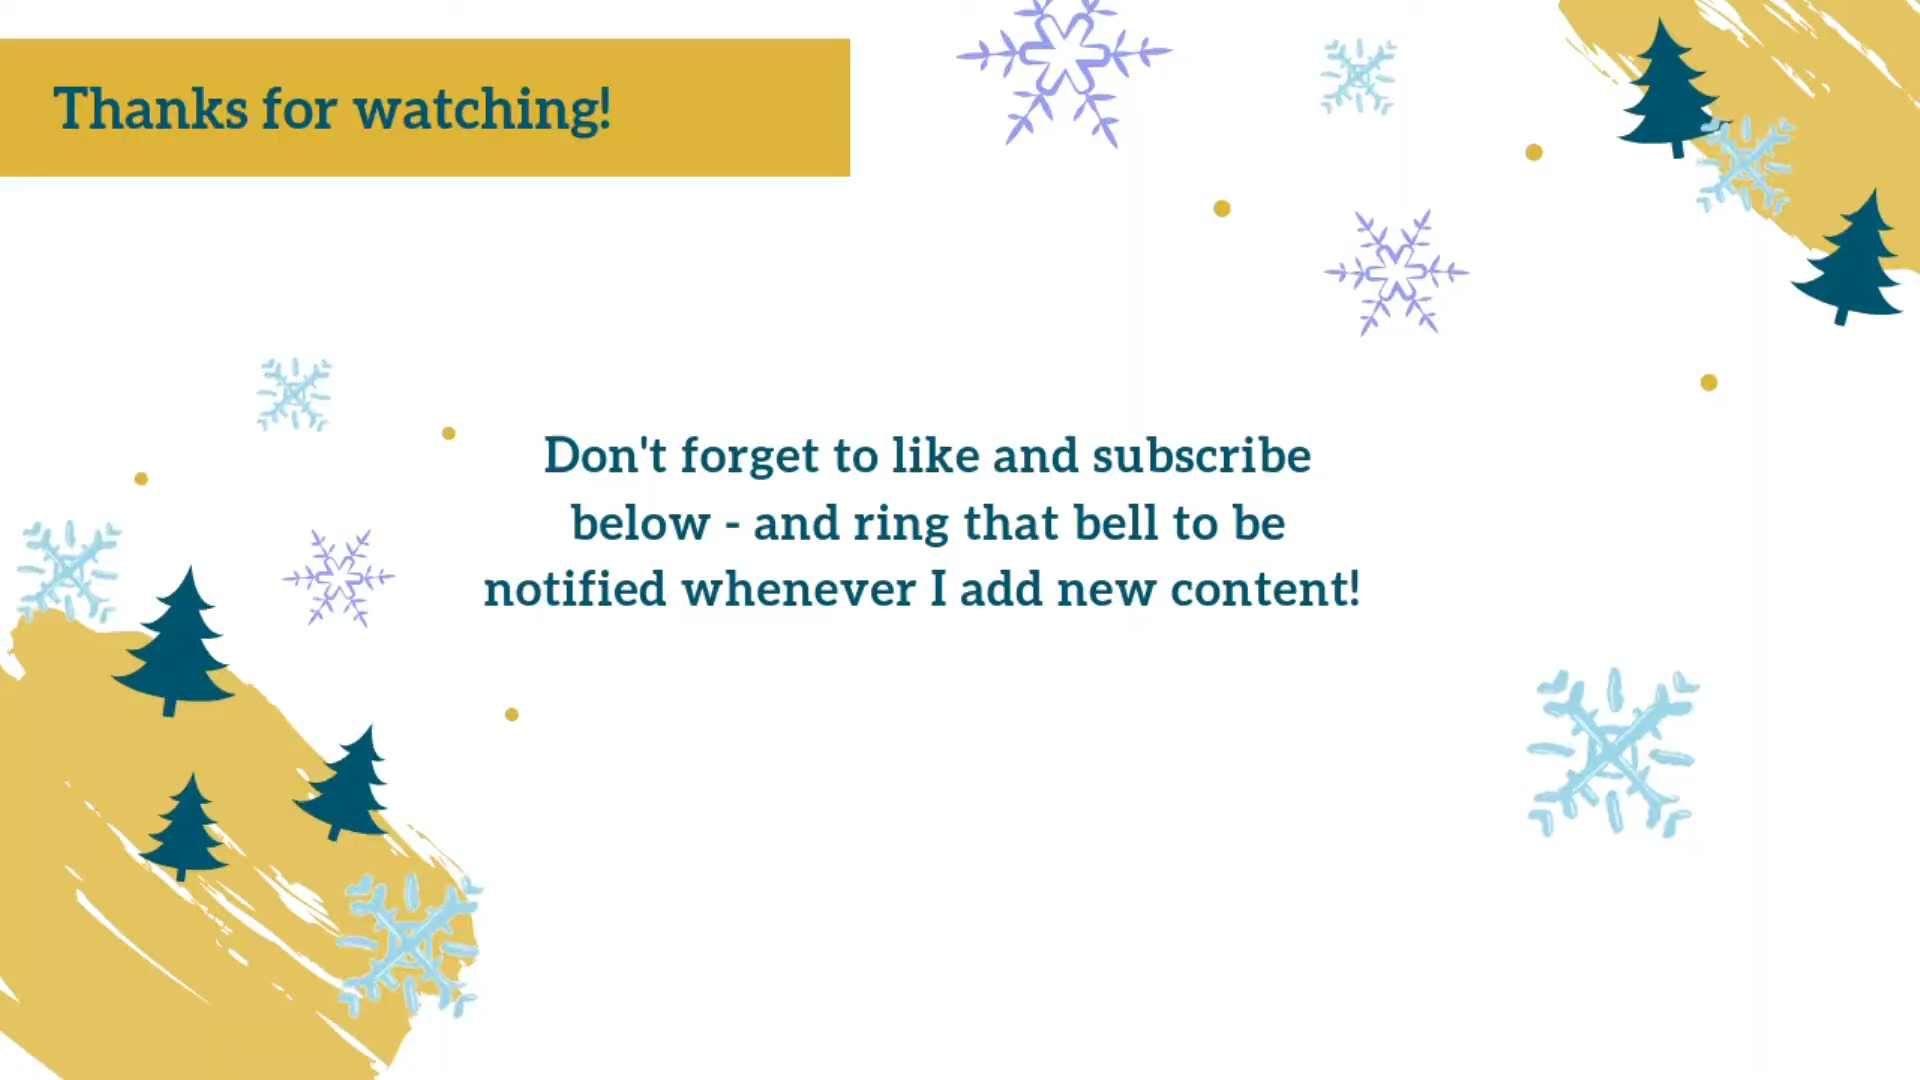 Thanks for watching!
Don't forget to like and subscribe
below - and ring that bell to be
notified whenever I add new content!